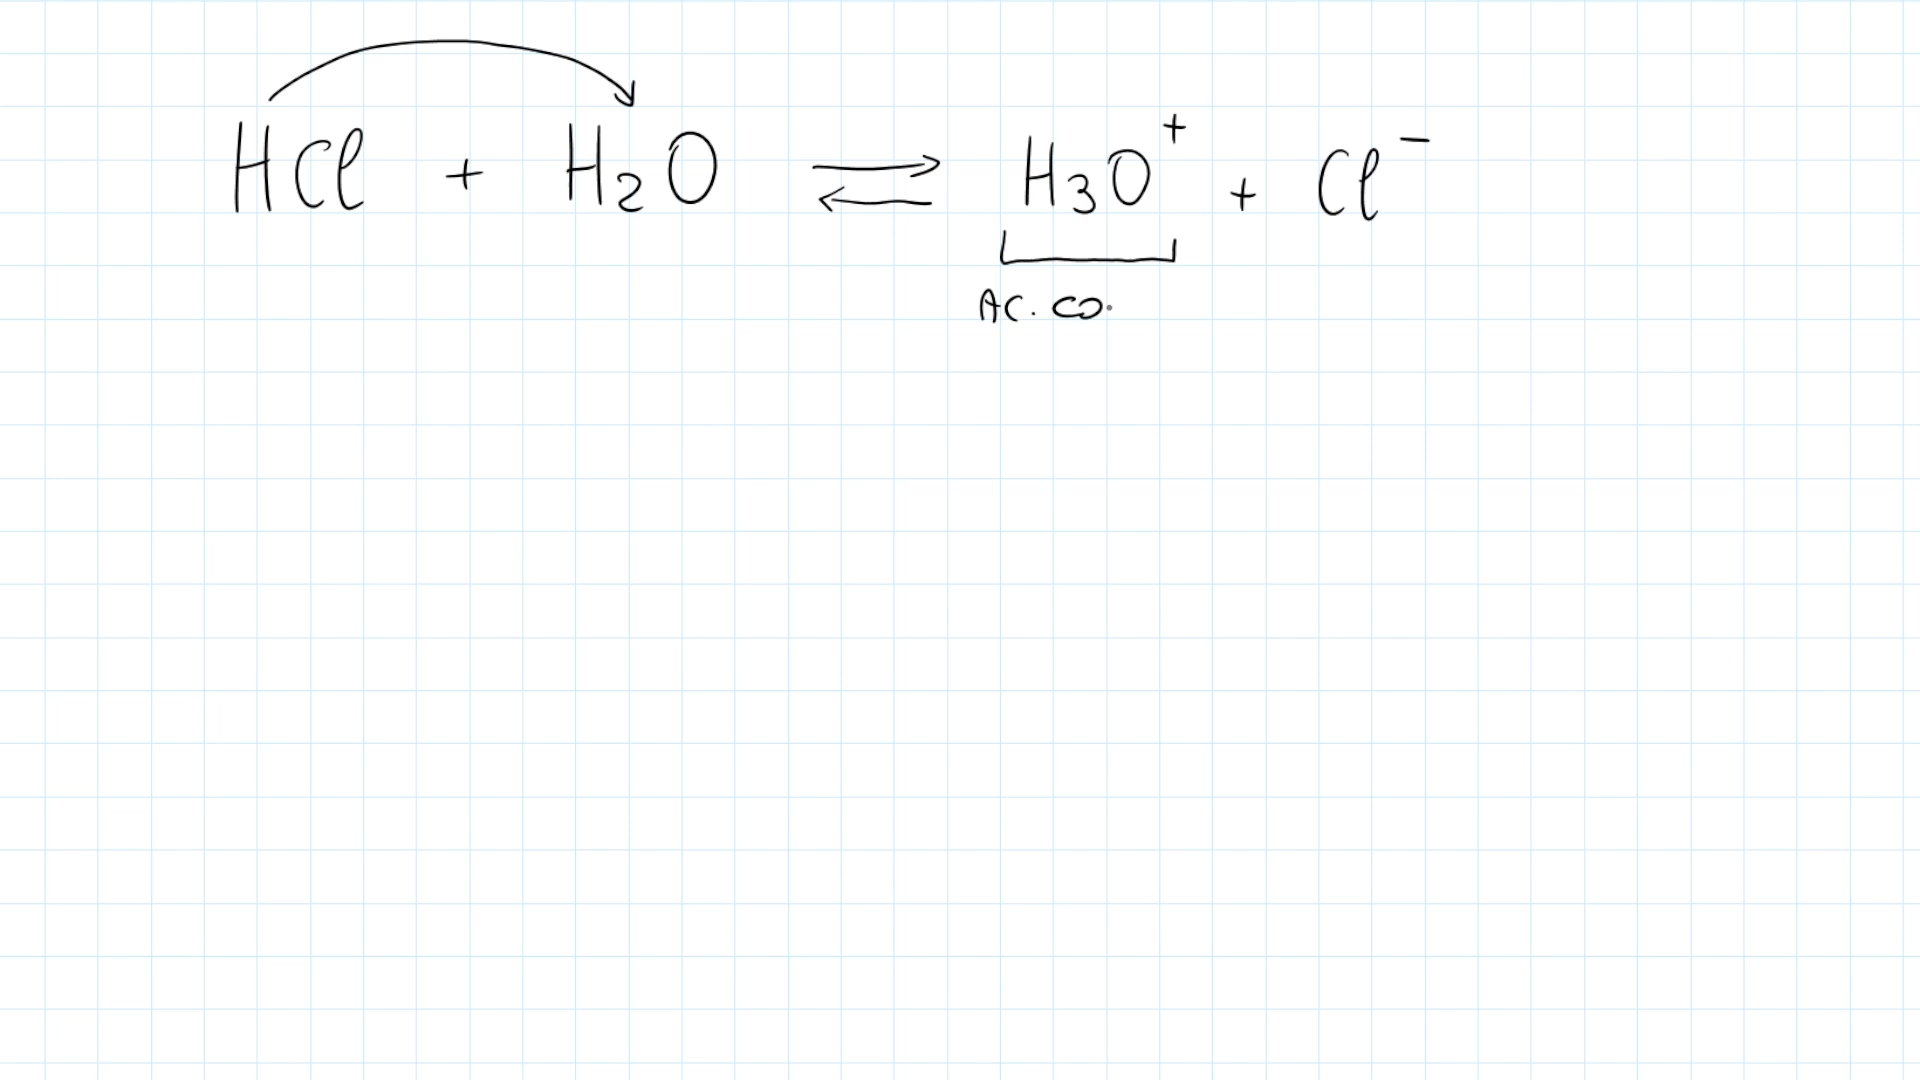 HCl + H₂O ⇌ H₃O⁺ + Cl⁻
AC. CO.